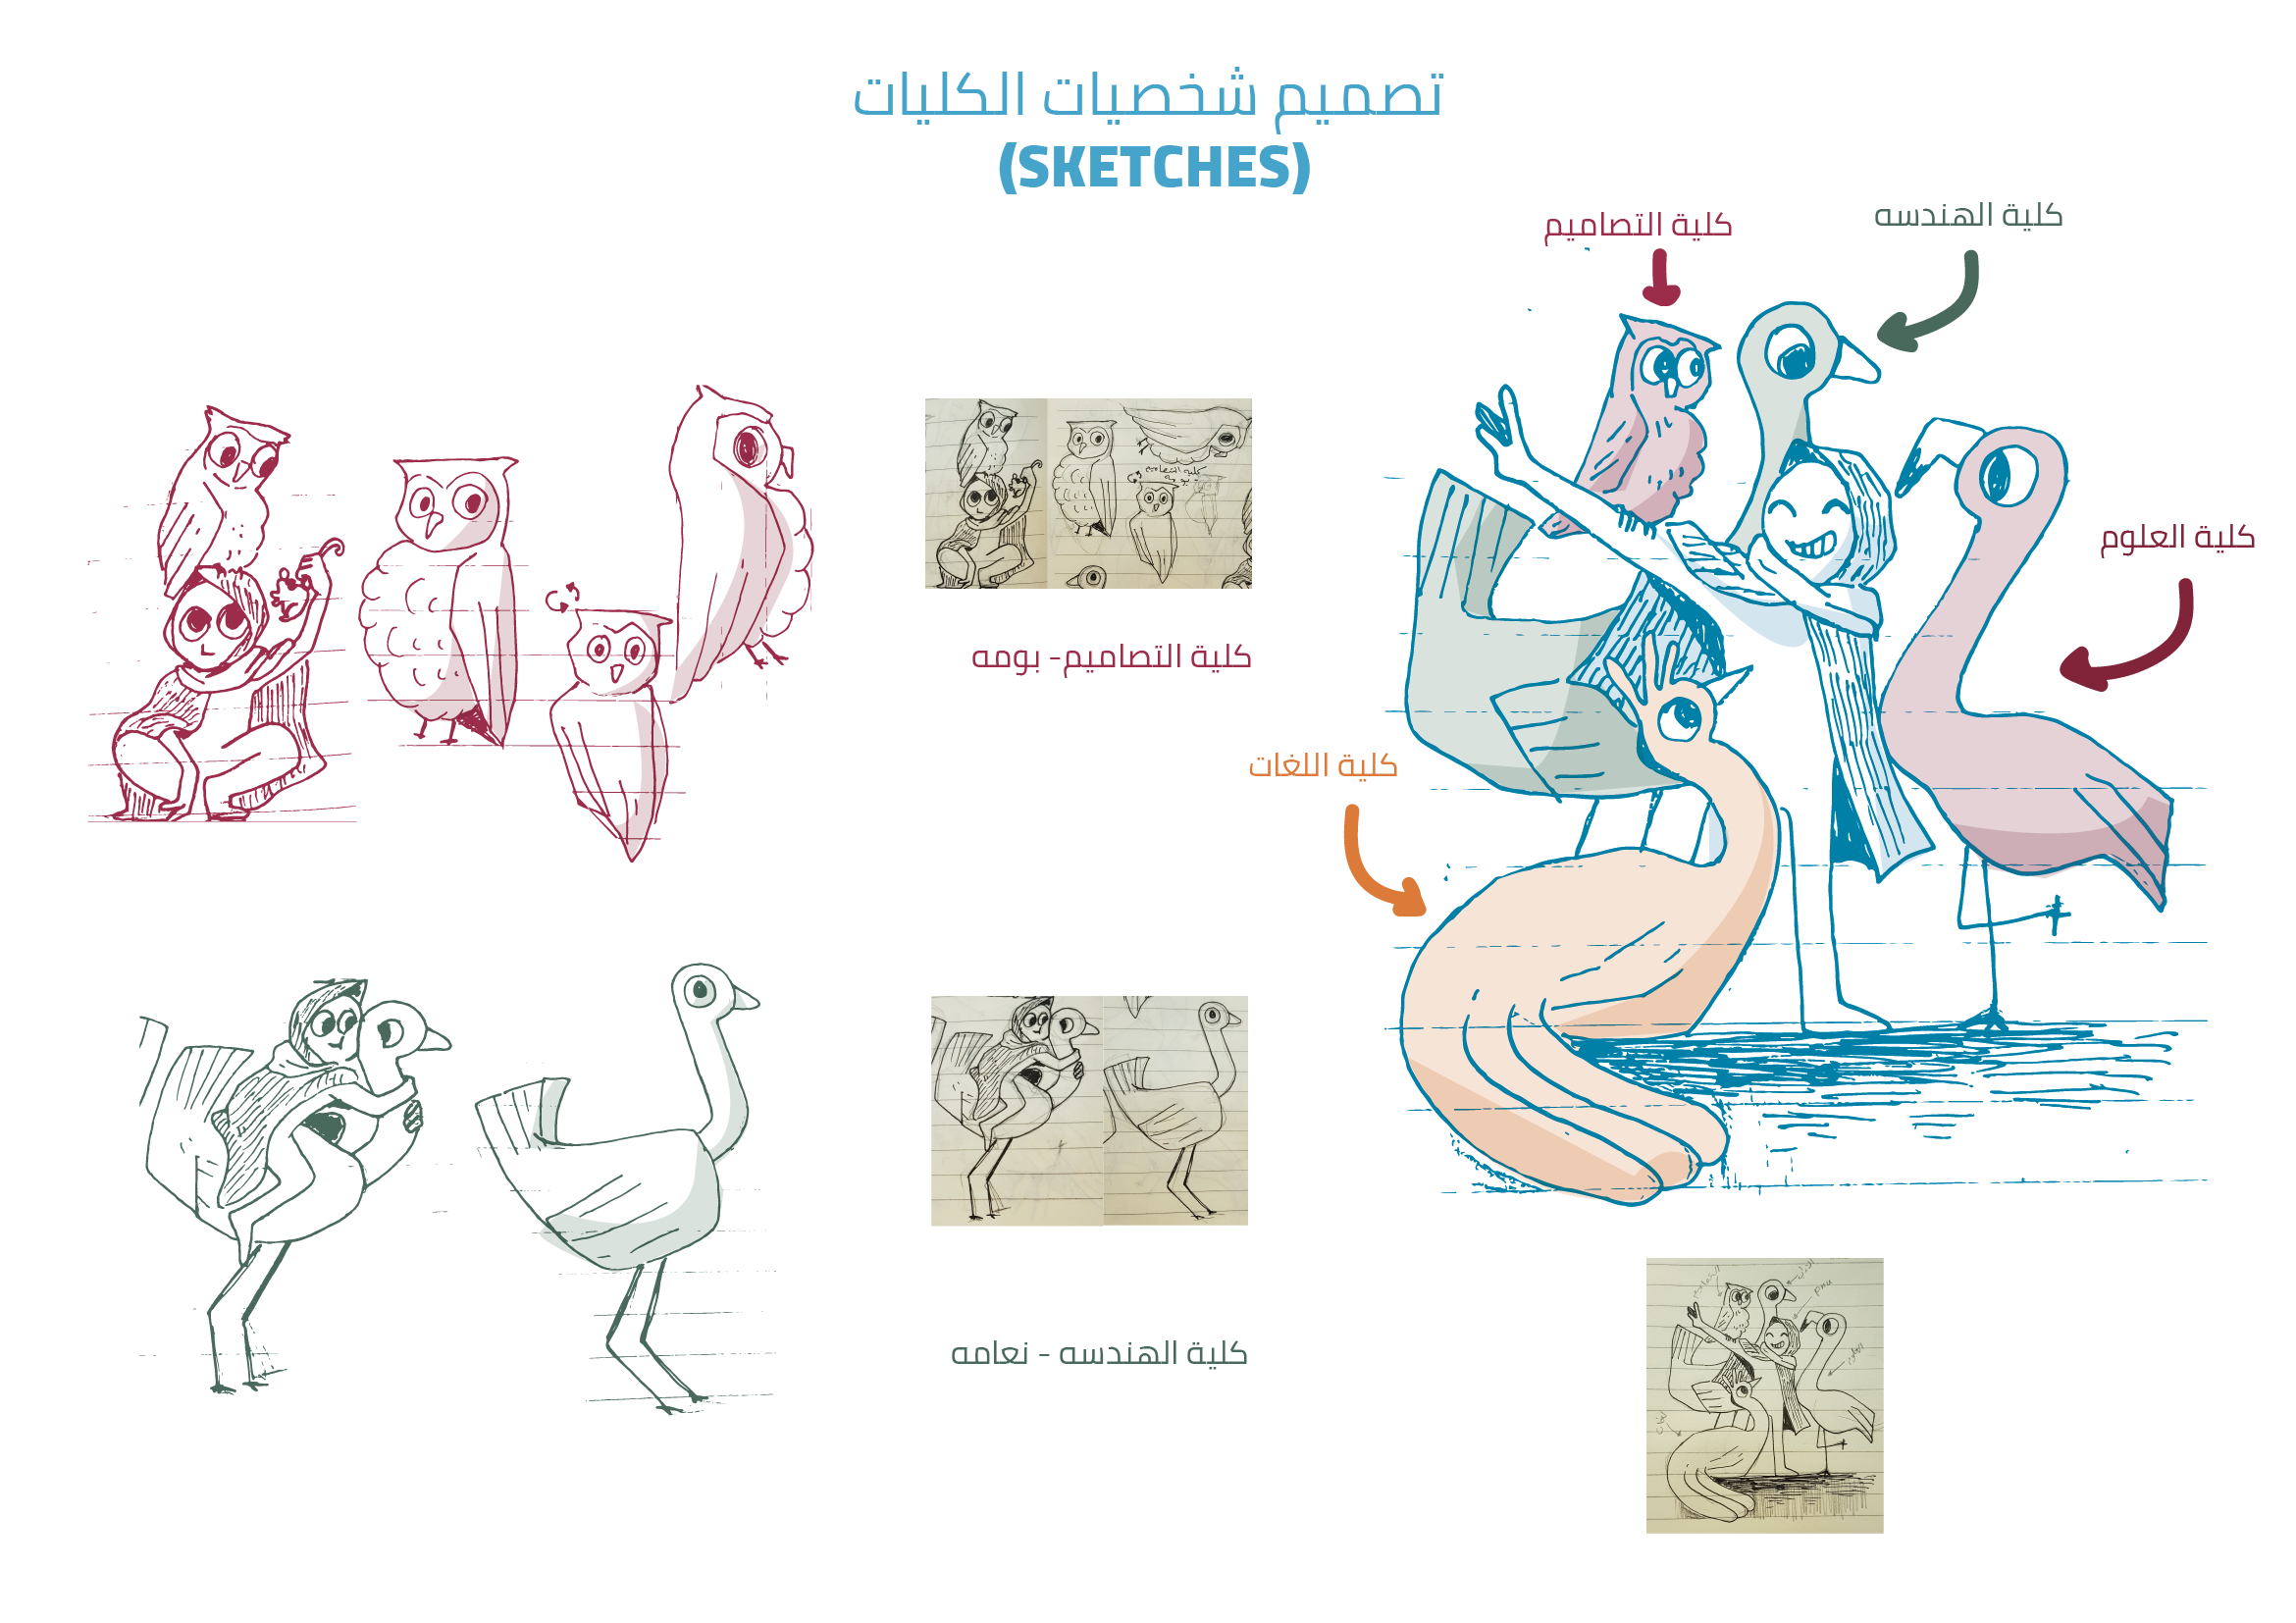 تصميم شخصيات الكليات
(SKETCHES)
كلية الهندسه
كلية التصاميم
كلية العلوم
كلية التصاميم- بومه
كلية اللغات
كلية الهندسه - نعامه